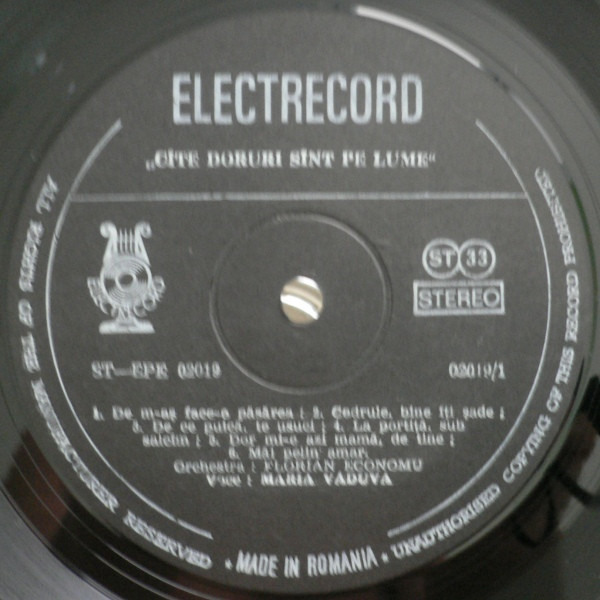 ELECTRECORD
„CÎTE DORURI SÎNT PE LUME“
ELECTRECORD
ST 33
STEREO
ST—EPE 02019
02019/1
1. De m-aș face-o păsărea ; 2. Cedrule, bine îți șade ;
3. De ce puică, te usuci ; 4. La portiță, sub
salcîm ; 5. Dor mi-e azi mamă, de tine ;
6. Măi pelin amar.
Orchestra : FLORIAN ECONOMU
Voce : MARIA VĂDUVA
ALL RIGHTS OF THE MANUFACTURER RESERVED • MADE IN ROMANIA • UNAUTHORISED COPYING OF THIS RECORD PROHIBITED